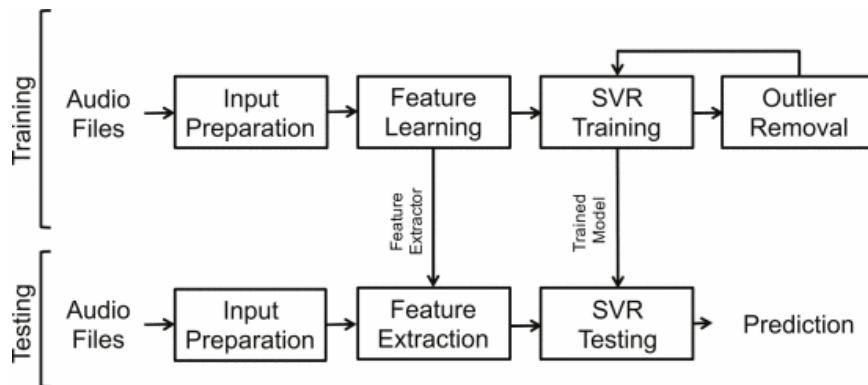 Training
Audio
Files
Input
Preparation
Feature
Learning
SVR
Training
Outlier
Removal
Feature
Extractor
Trained
Model
Testing
Audio
Files
Input
Preparation
Feature
Extraction
SVR
Testing
Prediction